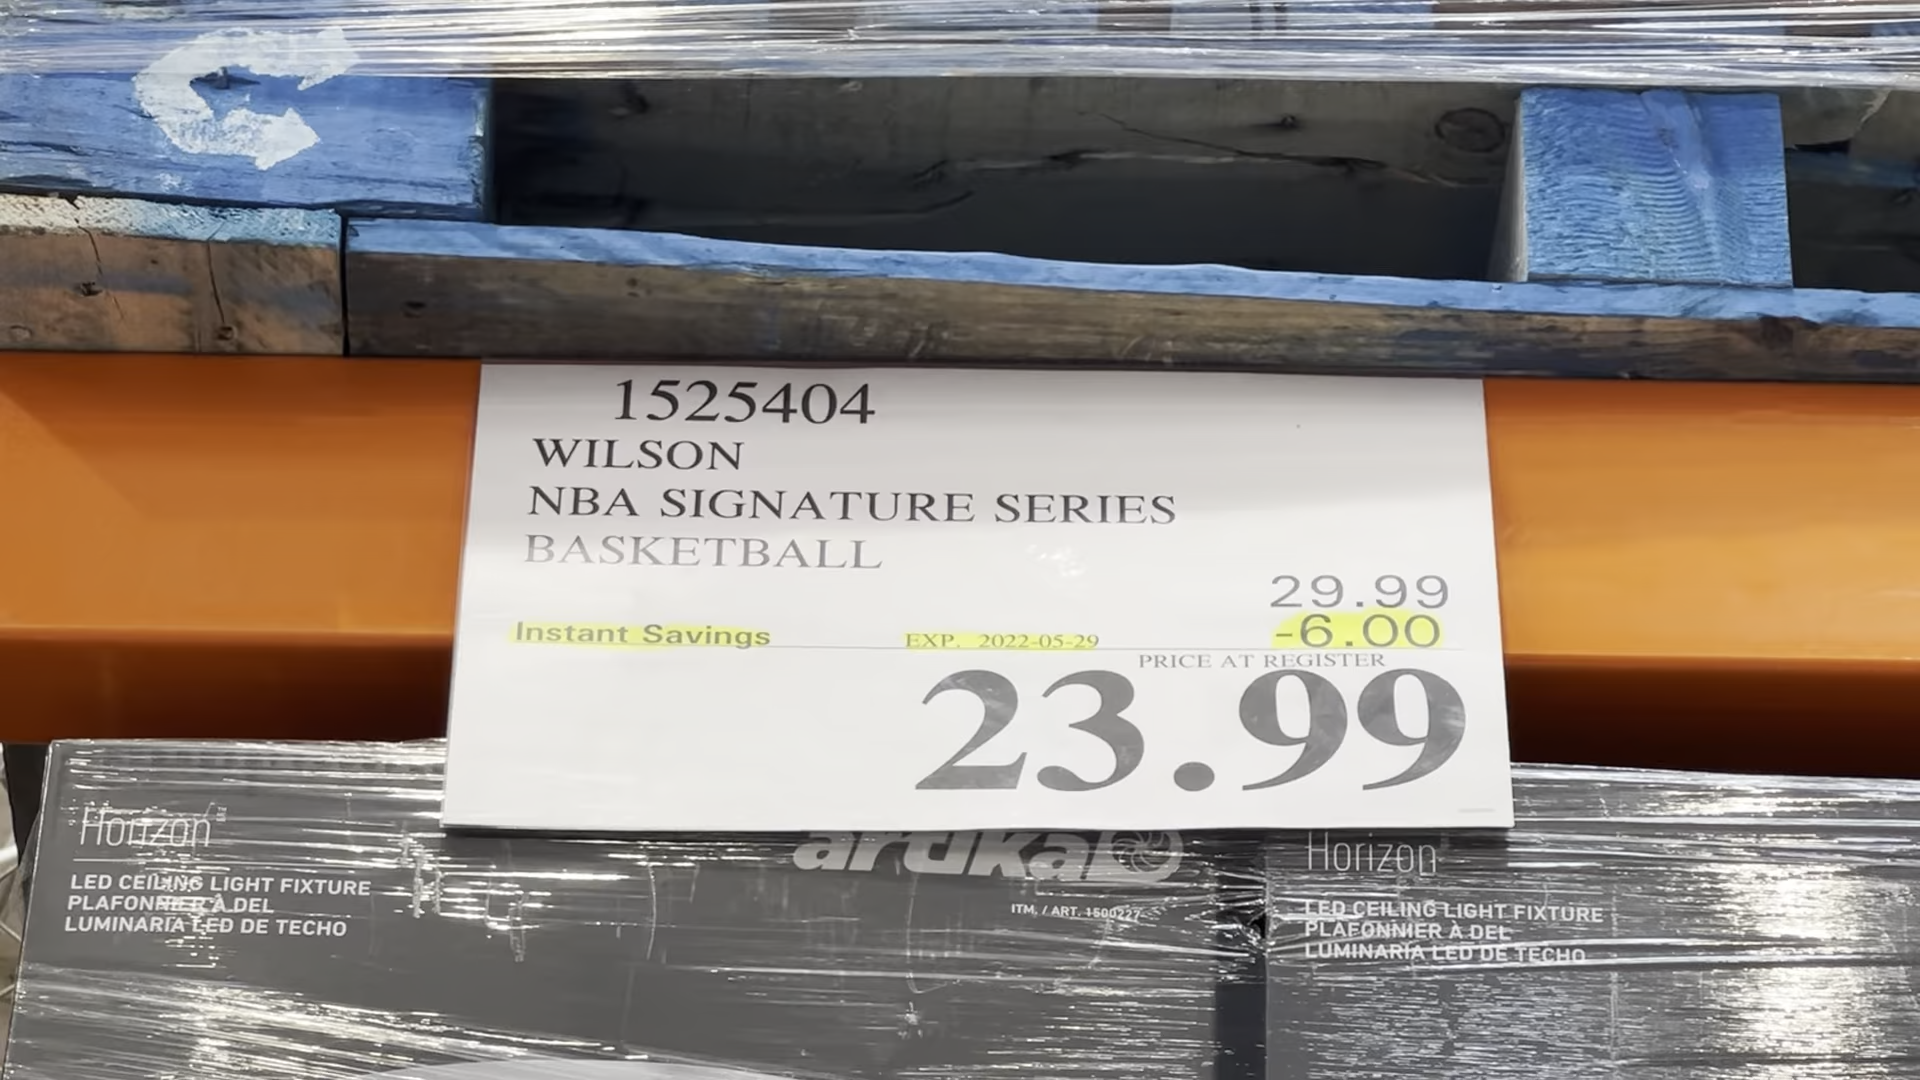 1525404
WILSON
NBA SIGNATURE SERIES
BASKETBALL
29.99
Instant Savings EXP. 2022-05-29 -6.00
PRICE AT REGISTER
23.99
Horizon
LED CEILING LIGHT FIXTURE
PLAFONNIER À DEL
LUMINARIA LED DE TECHO
artika
ITM. / ART. 1500227
Horizon
LED CEILING LIGHT FIXTURE
PLAFONNIER À DEL
LUMINARIA LED DE TECHO